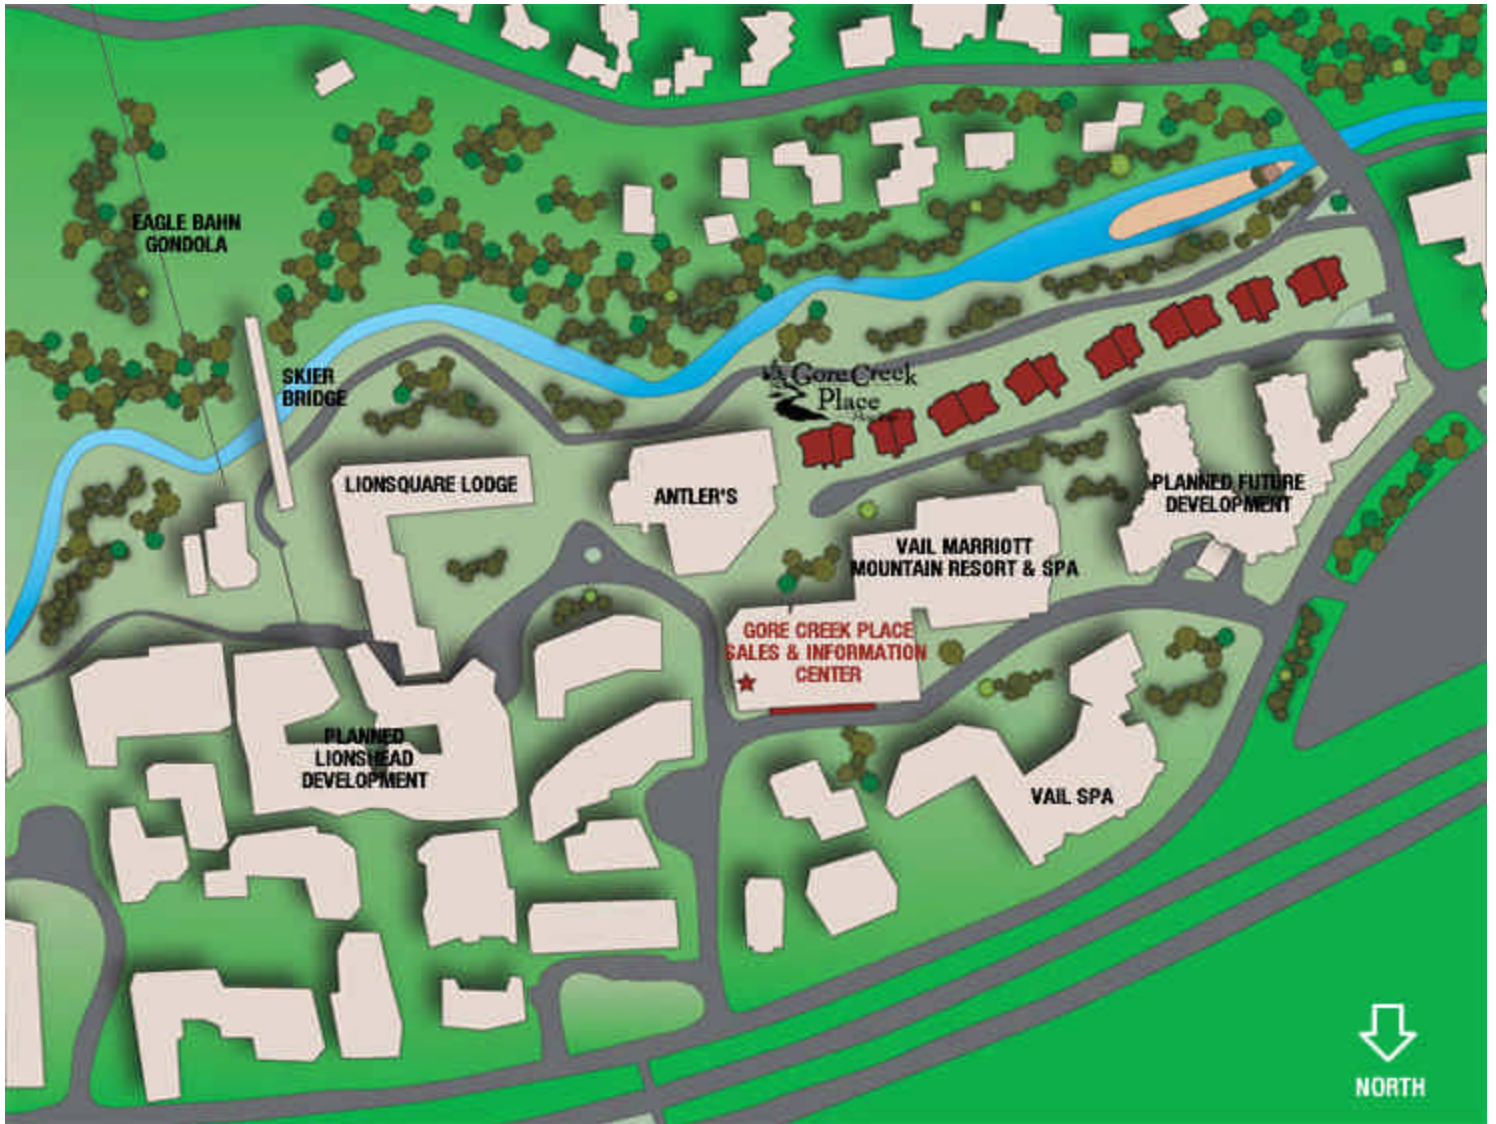 EAGLE BAHN
GONDOLA
SKIER
BRIDGE
Gore Creek
Place
LIONSQUARE LODGE
ANTLER'S
PLANNED FUTURE
DEVELOPMENT
VAIL MARRIOTT
MOUNTAIN RESORT & SPA
GORE CREEK PLACE
SALES & INFORMATION
CENTER
PLANNED
LIONSHEAD
DEVELOPMENT
VAIL SPA
NORTH